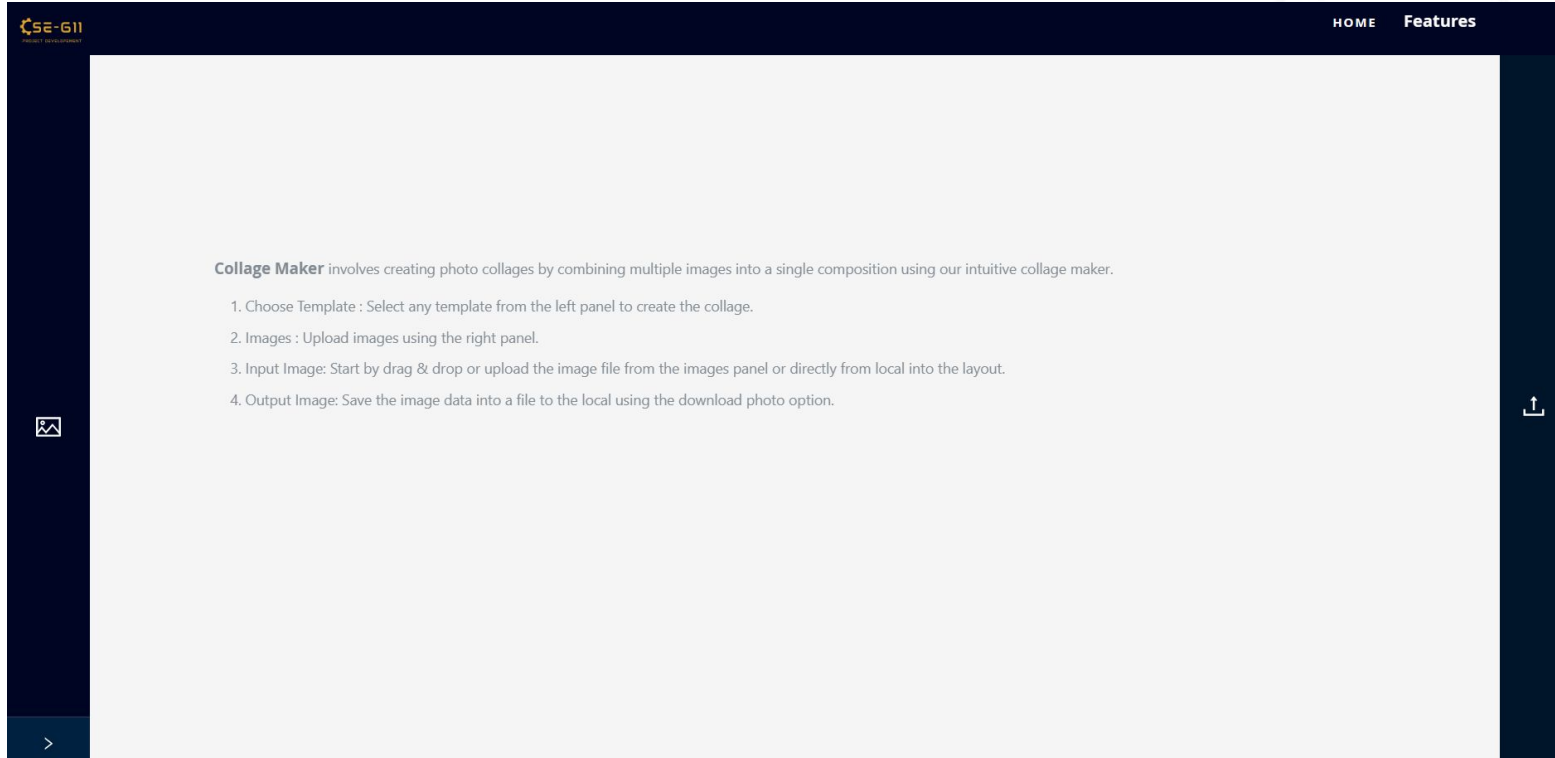 CSE-G11
PROJECT DEVELOPEMENT
HOME Features
Collage Maker involves creating photo collages by combining multiple images into a single composition using our intuitive collage maker.
1. Choose Template : Select any template from the left panel to create the collage.
2. Images : Upload images using the right panel.
3. Input Image: Start by drag & drop or upload the image file from the images panel or directly from local into the layout.
4. Output Image: Save the image data into a file to the local using the download photo option.